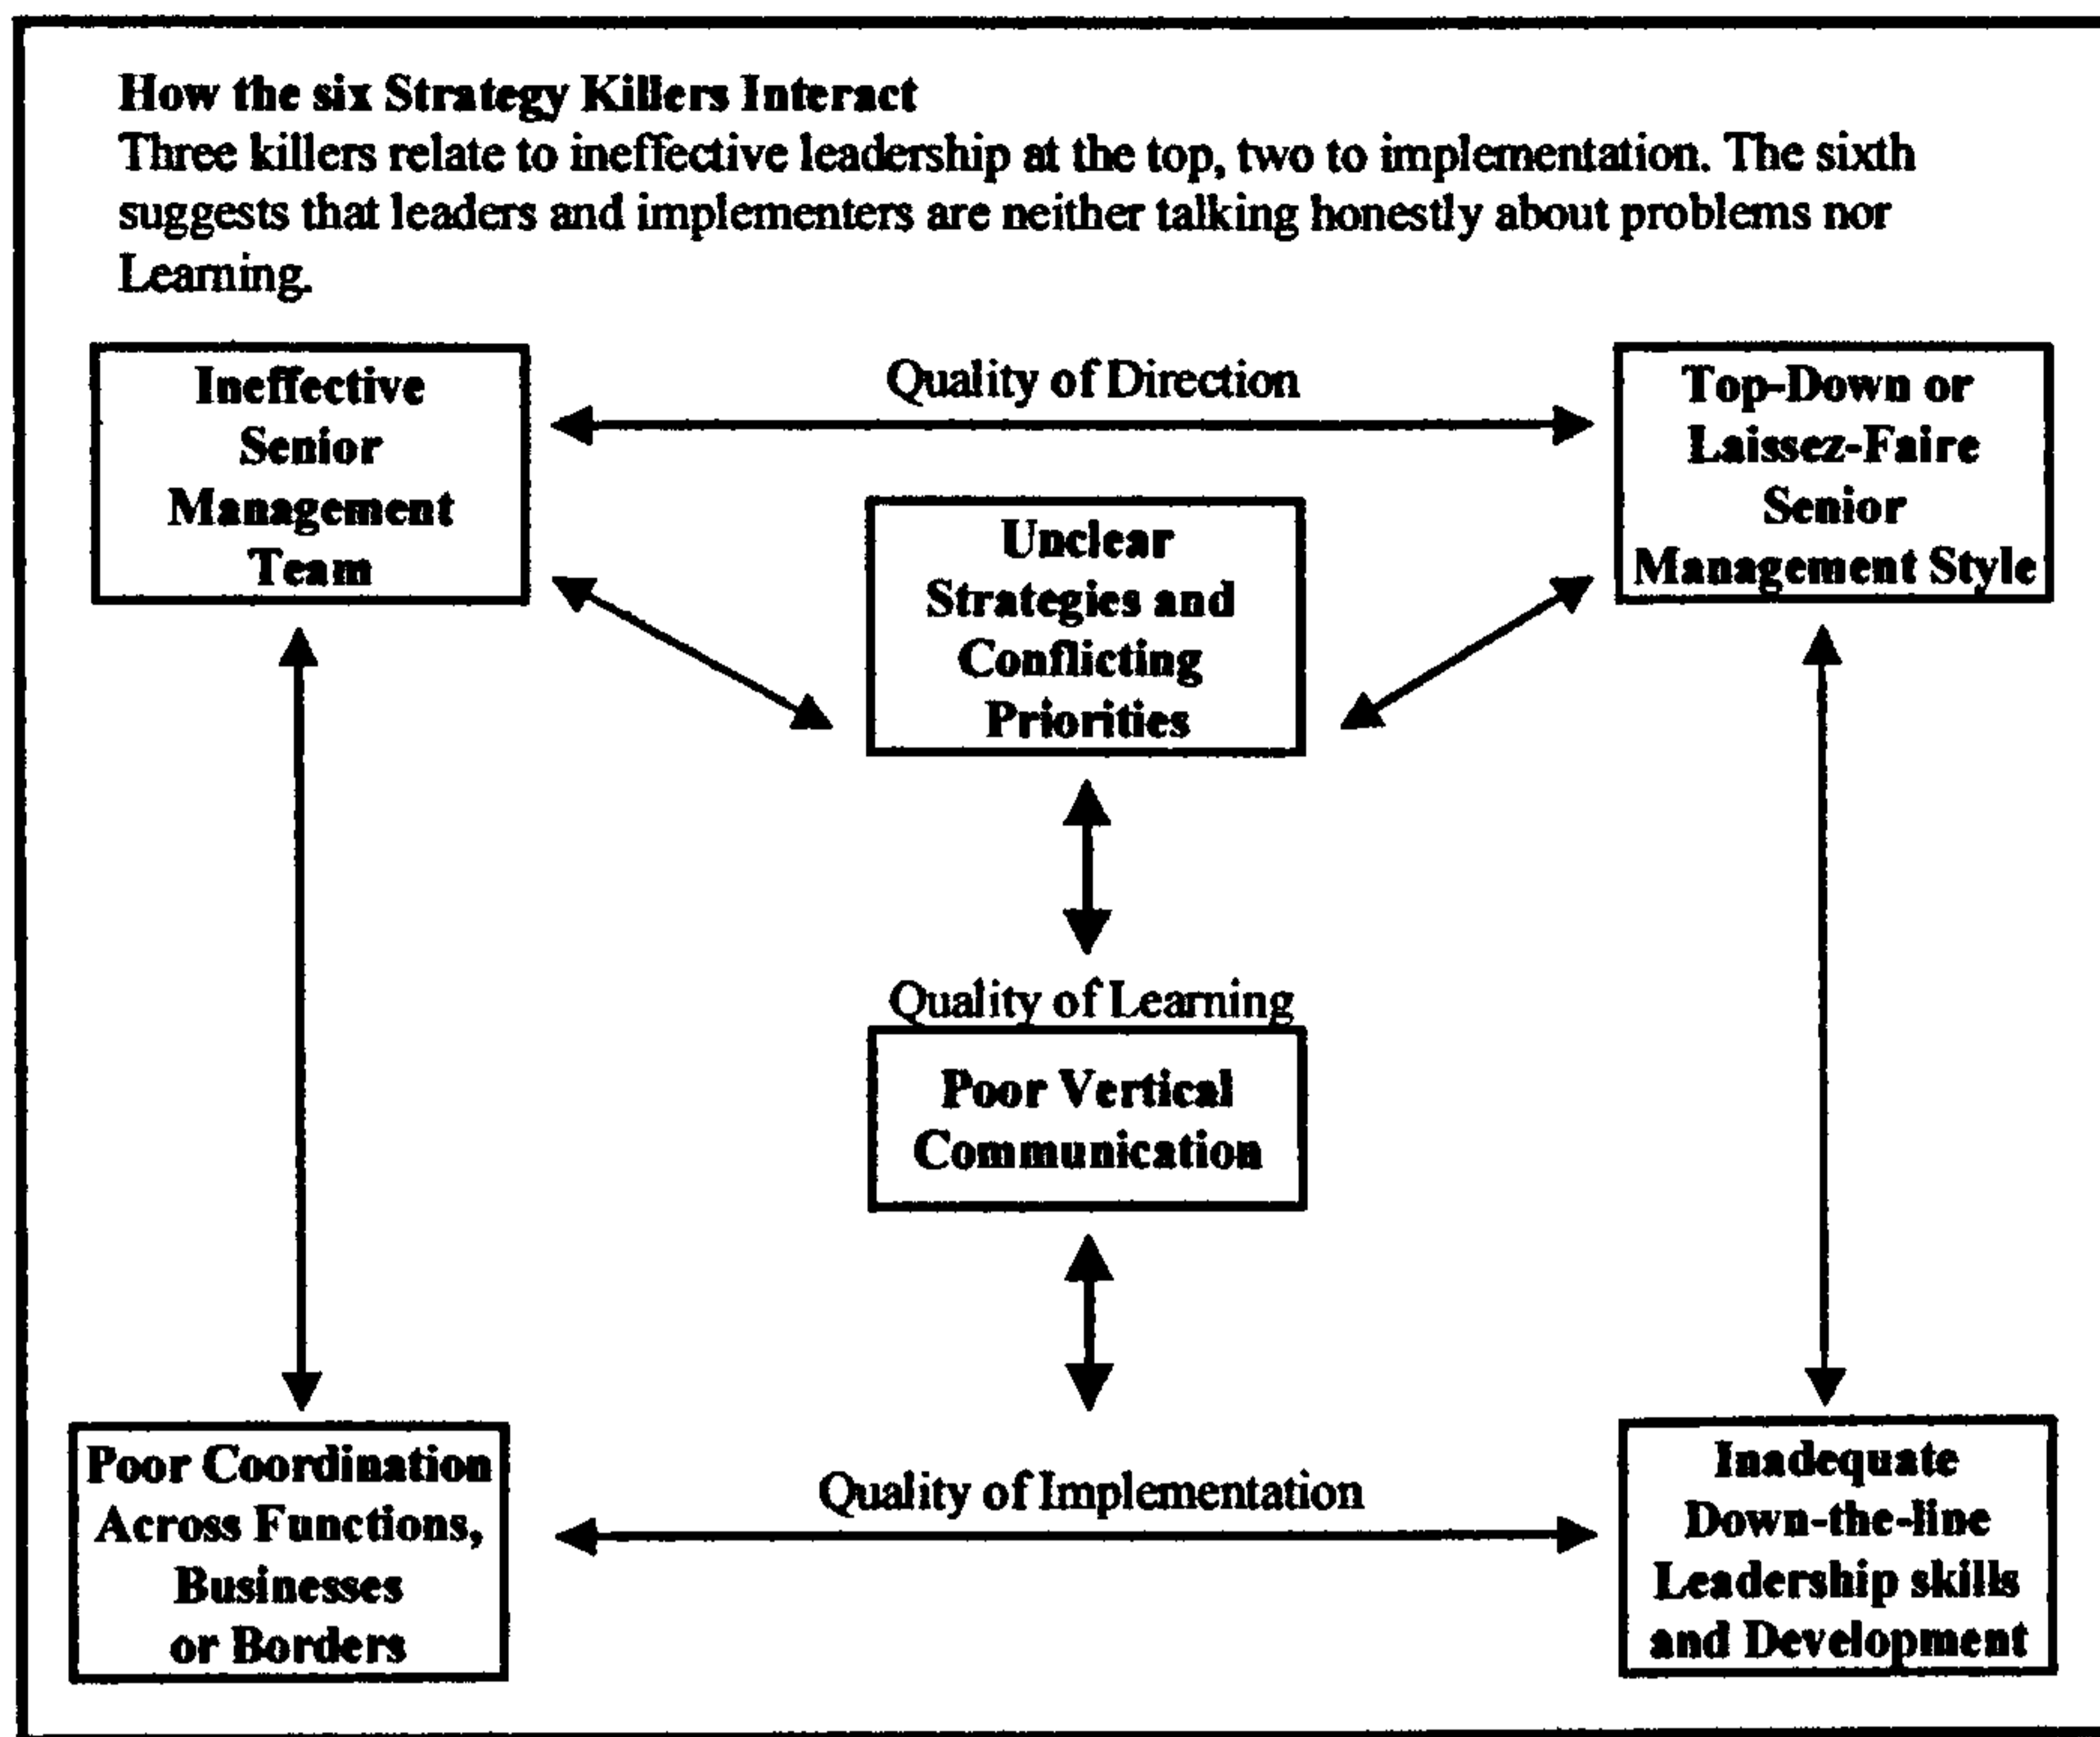 How the six Strategy Killers Interact
Three killers relate to ineffective leadership at the top, two to implementation. The sixth
suggests that leaders and implementers are neither talking honestly about problems nor
Learning.
Ineffective
Senior
Management
Team
Quality of Direction
Top-Down or
Laissez-Faire
Senior
Management Style
Unclear
Strategies and
Conflicting
Priorities
Quality of Learning
Poor Vertical
Communication
Poor Coordination
Across Functions,
Businesses
or Borders
Quality of Implementation
Inadequate
Down-the-line
Leadership skills
and Development